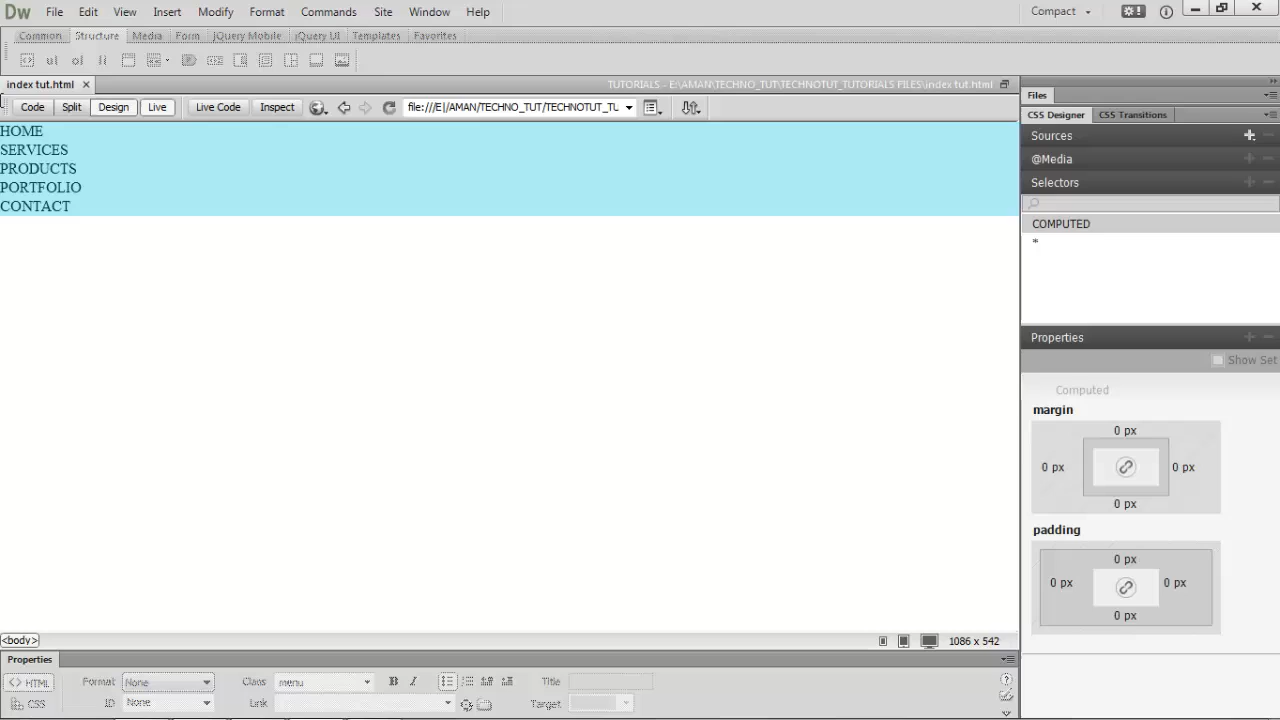 Dw File Edit View Insert Modify Format Commands Site Window Help Compact
Common Structure Media Form jQuery Mobile jQuery UI Templates Favorites
index tut.html TUTORIALS - E:\AMAN\TECHNO_TUT\TECHNOTUT_TUTORIALS FILES\index tut.html
Code Split Design Live Live Code Inspect file:///E|/AMAN/TECHNO_TUT/TECHNOTUT_TU
HOME
SERVICES
PRODUCTS
PORTFOLIO
CONTACT
Files
CSS Designer CSS Transitions
Sources
@Media
Selectors
COMPUTED
*
Properties
Show Set
Computed
margin
0 px
0 px 0 px
0 px
padding
0 px
0 px 0 px
0 px
<body> 1086 x 542
Properties
<> HTML Format None Class menu B I Title
CSS ID None Link Target